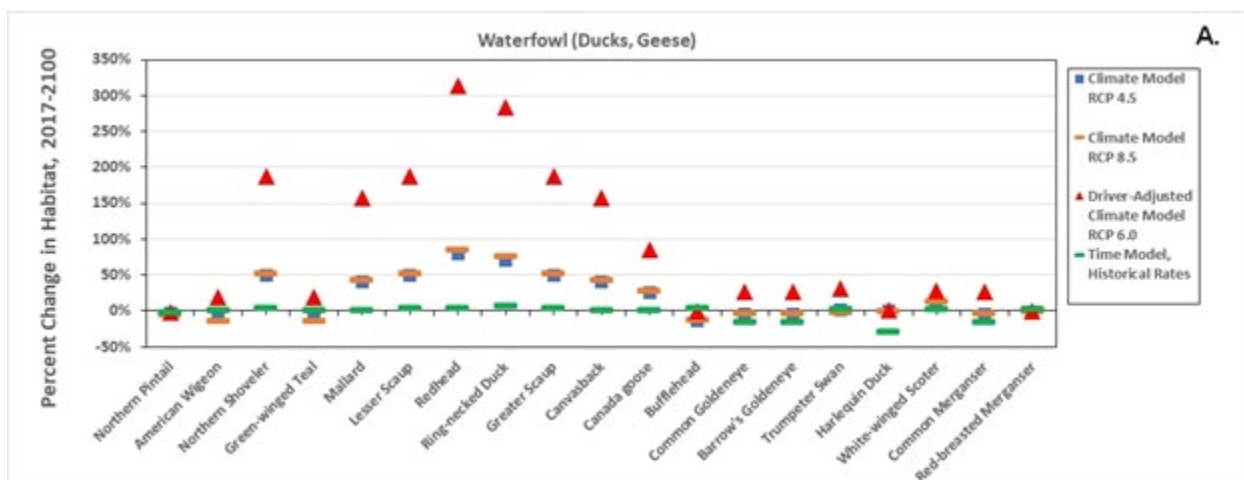 Waterfowl (Ducks, Geese)
A.
Percent Change in Habitat, 2017-2100
350%
300%
250%
200%
150%
100%
50%
0%
-50%
Northern Pintail
American Wigeon
Northern Shoveler
Green-winged Teal
Mallard
Lesser Scaup
Redhead
Ring-necked Duck
Greater Scaup
Canvasback
Canada goose
Bufflehead
Common Goldeneye
Barrow's Goldeneye
Trumpeter Swan
Harlequin Duck
White-winged Scoter
Common Merganser
Red-breasted Merganser
Climate Model
RCP 4.5
Climate Model
RCP 8.5
Driver-Adjusted
Climate Model
RCP 6.0
Time Model,
Historical Rates